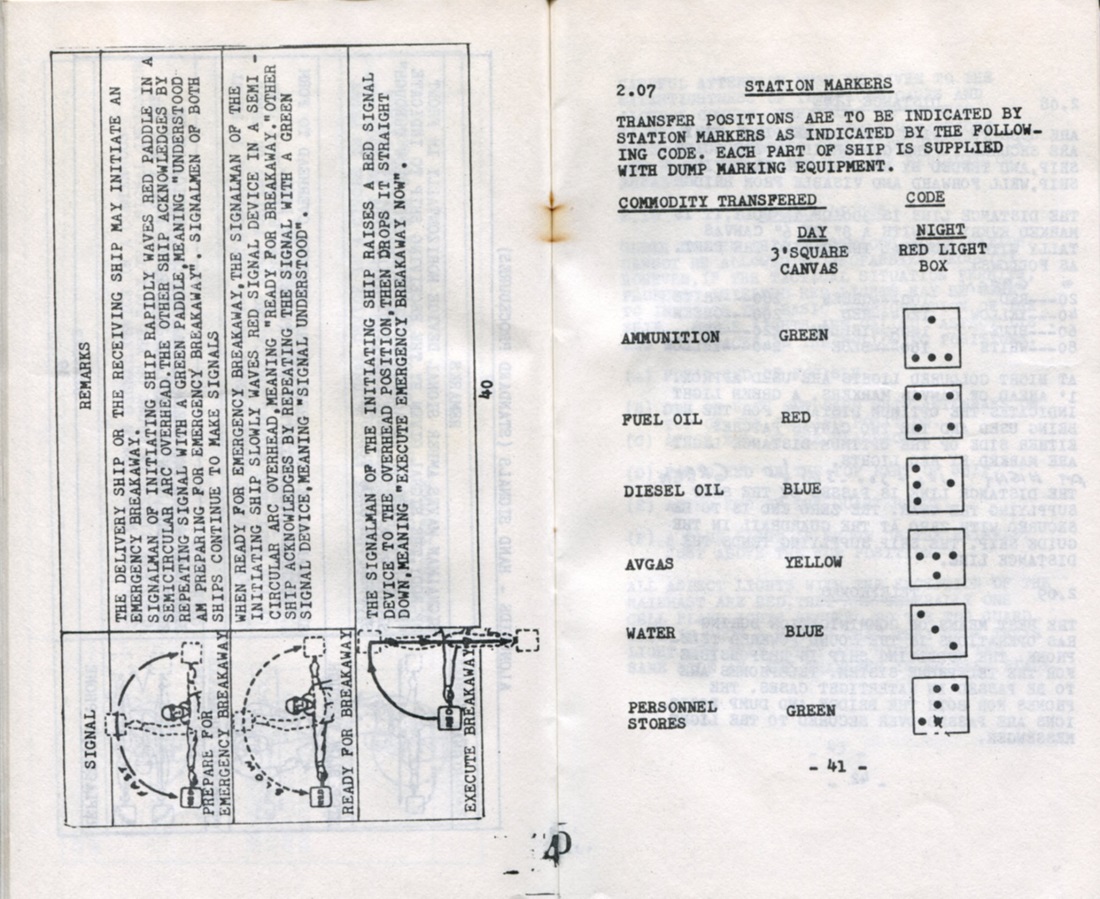 SIGNAL
REMARKS
FAST
RED
PREPARE FOR
EMERGENCY BREAKAWAY
THE DELIVERY SHIP OR THE RECEIVING SHIP MAY INITIATE AN
EMERGENCY BREAKAWAY.
SIGNALMAN OF INITIATING SHIP RAPIDLY WAVES RED PADDLE IN A
SEMICIRCULAR ARC OVERHEAD.THE OTHER SHIP ACKNOWLEDGES BY
REPEATING SIGNAL WITH A GREEN PADDLE,MEANING "UNDERSTOOD
AM PREPARING FOR EMERGENCY BREAKAWAY". SIGNALMEN OF BOTH
SHIPS CONTINUE TO MAKE SIGNALS
SLOW
RED
READY FOR BREAKAWAY
WHEN READY FOR EMERGENCY BREAKAWAY,THE SIGNALMAN OF THE
INITIATING SHIP SLOWLY WAVES RED SIGNAL DEVICE IN A SEMI-
CIRCULAR ARC OVERHEAD,MEANING "READY FOR BREAKAWAY."OTHER
SHIP ACKNOWLEDGES BY REPEATING THE SIGNAL WITH A GREEN
SIGNAL DEVICE,MEANING "SIGNAL UNDERSTOOD".
RED
EXECUTE BREAKAWAY
THE SIGNALMAN OF THE INITIATING SHIP RAISES A RED SIGNAL
DEVICE TO THE OVERHEAD POSITION,THEN DROPS IT STRAIGHT
DOWN,MEANING "EXECUTE EMERGENCY BREAKAWAY NOW".
40
2.07 STATION MARKERS
TRANSFER POSITIONS ARE TO BE INDICATED BY
STATION MARKERS AS INDICATED BY THE FOLLOW-
ING CODE. EACH PART OF SHIP IS SUPPLIED
WITH DUMP MARKING EQUIPMENT.
COMMODITY TRANSFERED CODE
DAY NIGHT
3'SQUARE RED LIGHT
CANVAS BOX
AMMUNITION GREEN
FUEL OIL RED
DIESEL OIL BLUE
AVGAS YELLOW
WATER BLUE
PERSONNEL GREEN
STORES
- 41 -